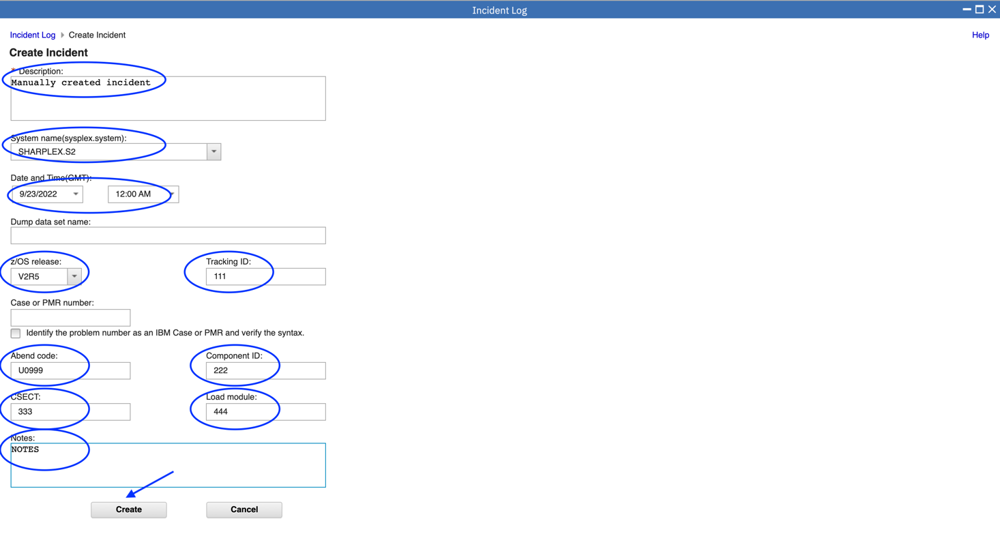 Incident Log
Incident Log Create Incident Help
Create Incident
* Description:
Manually created incident
System name(sysplex.system):
SHARPLEX.S2
Date and Time(GMT):
9/23/2022 12:00 AM
Dump data set name:
z/OS release: Tracking ID:
V2R5 111
Case or PMR number:
Identify the problem number as an IBM Case or PMR and verify the syntax.
Abend code: Component ID:
U0999 222
CSECT: Load module:
333 444
Notes:
NOTES
Create Cancel